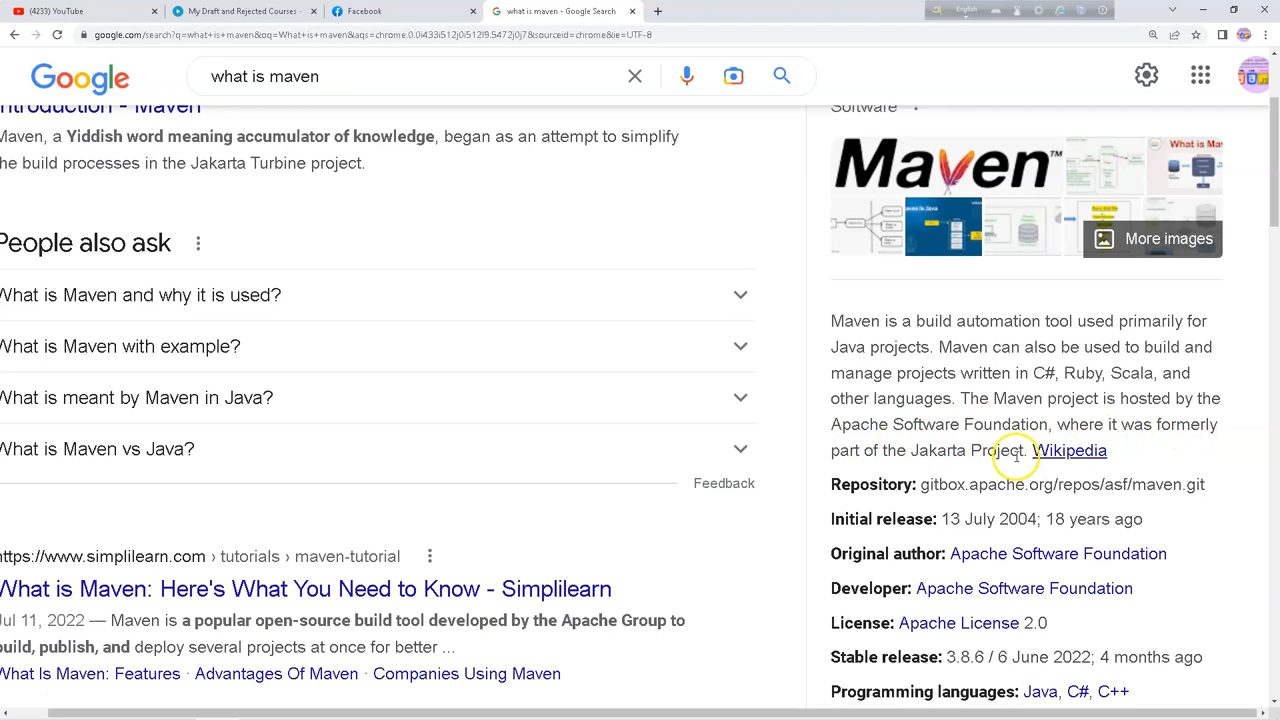 (4233) YouTube
My Draft and Rejected Courses -
Facebook
what is maven - Google Search
English
google.com/search?q=what+is+maven&oq=What+is+maven&aqs=chrome.0.0i433i512j0i512l9.5472j0j7&sourceid=chrome&ie=UTF-8
Google
what is maven
Introduction - Maven
Maven, a Yiddish word meaning accumulator of knowledge, began as an attempt to simplify
the build processes in the Jakarta Turbine project.
People also ask
What is Maven and why it is used?
What is Maven with example?
What is meant by Maven in Java?
What is Maven vs Java?
Feedback
https://www.simplilearn.com › tutorials › maven-tutorial
What is Maven: Here's What You Need to Know - Simplilearn
Jul 11, 2022 — Maven is a popular open-source build tool developed by the Apache Group to
build, publish, and deploy several projects at once for better ...
What Is Maven: Features · Advantages Of Maven · Companies Using Maven
Software
Maven™
What is Ma
More images
Maven is a build automation tool used primarily for
Java projects. Maven can also be used to build and
manage projects written in C#, Ruby, Scala, and
other languages. The Maven project is hosted by the
Apache Software Foundation, where it was formerly
part of the Jakarta Project. Wikipedia
Repository: gitbox.apache.org/repos/asf/maven.git
Initial release: 13 July 2004; 18 years ago
Original author: Apache Software Foundation
Developer: Apache Software Foundation
License: Apache License 2.0
Stable release: 3.8.6 / 6 June 2022; 4 months ago
Programming languages: Java, C#, C++